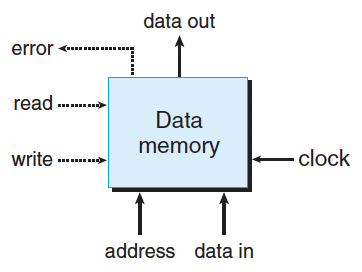 data out
error
read
Data
memory
write
clock
address
data in